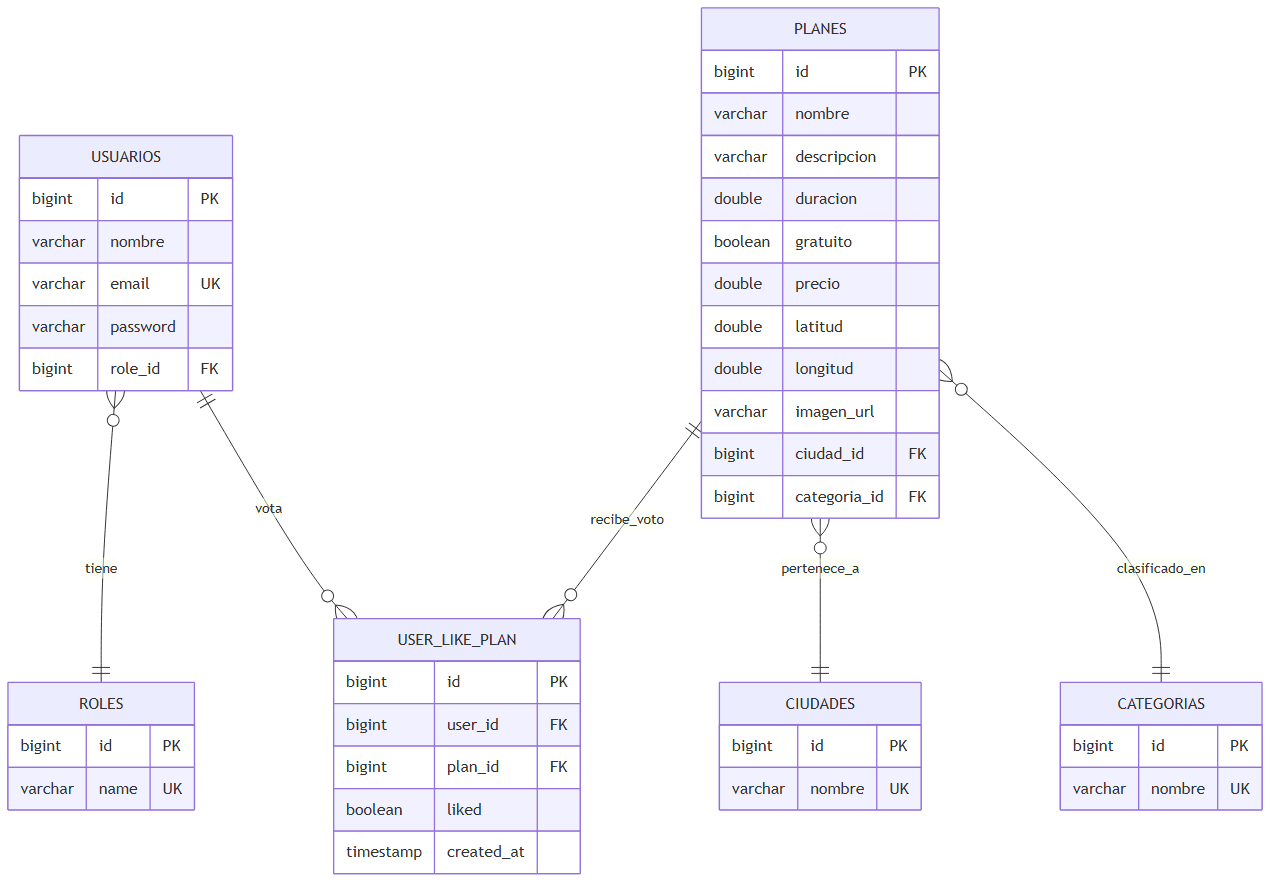 PLANES
bigint id PK
varchar nombre
varchar descripcion
double duracion
boolean gratuito
double precio
double latitud
double longitud
varchar imagen_url
bigint ciudad_id FK
bigint categoria_id FK
USUARIOS
bigint id PK
varchar nombre
varchar email UK
varchar password
bigint role_id FK
vota
recibe_voto
tiene
pertenece_a
clasificado_en
USER_LIKE_PLAN
bigint id PK
bigint user_id FK
bigint plan_id FK
boolean liked
timestamp created_at
ROLES
bigint id PK
varchar name UK
CIUDADES
bigint id PK
varchar nombre UK
CATEGORIAS
bigint id PK
varchar nombre UK